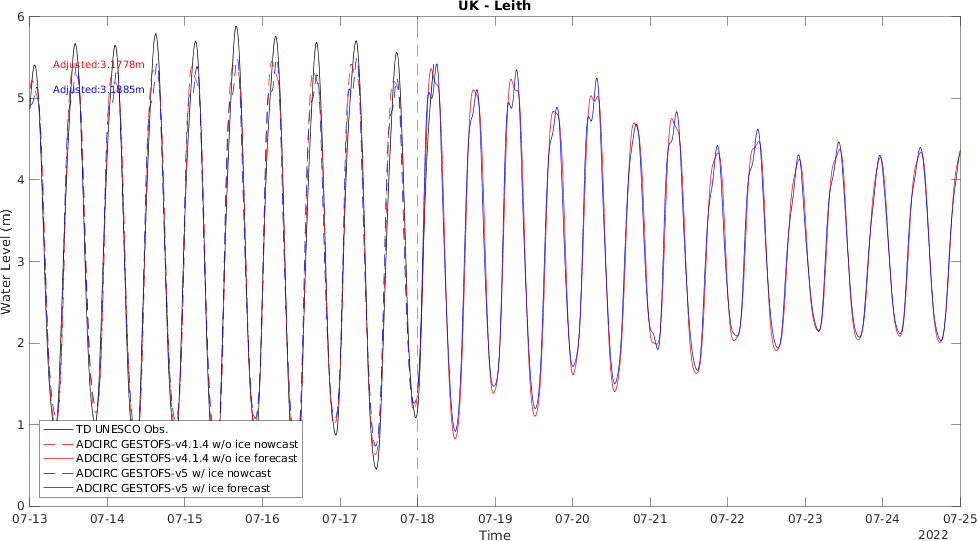 UK - Leith
6
5
4
3
2
1
0
Water Level (m)
Adjusted:3.1778m
Adjusted:3.1885m
TD UNESCO Obs.
ADCIRC GESTOFS-v4.1.4 w/o ice nowcast
ADCIRC GESTOFS-v4.1.4 w/o ice forecast
ADCIRC GESTOFS-v5 w/ ice nowcast
ADCIRC GESTOFS-v5 w/ ice forecast
07-13 07-14 07-15 07-16 07-17 07-18 07-19 07-20 07-21 07-22 07-23 07-24 07-25
Time
2022